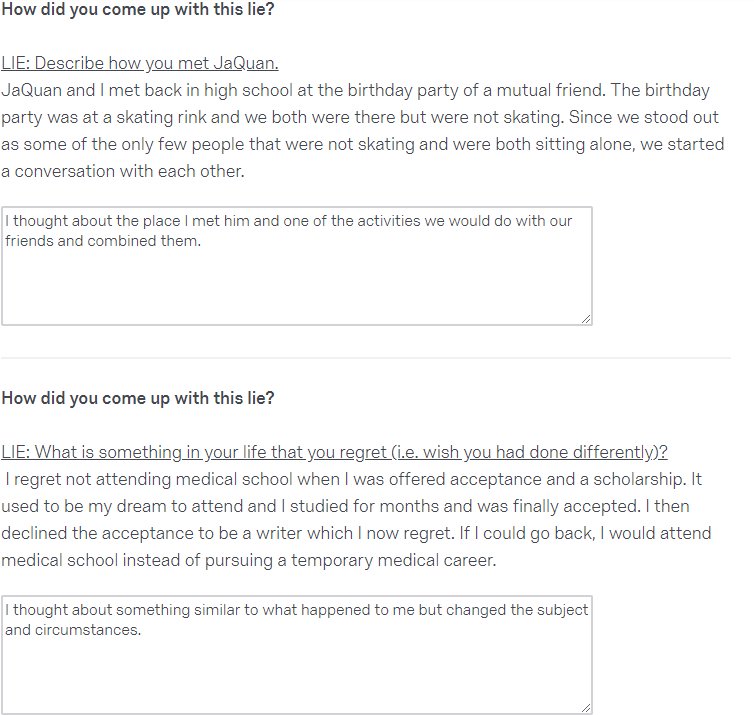 How did you come up with this lie?
LIE: Describe how you met JaQuan.
JaQuan and I met back in high school at the birthday party of a mutual friend. The birthday
party was at a skating rink and we both were there but were not skating. Since we stood out
as some of the only few people that were not skating and were both sitting alone, we started
a conversation with each other.
I thought about the place I met him and one of the activities we would do with our
friends and combined them.
How did you come up with this lie?
LIE: What is something in your life that you regret (i.e. wish you had done differently)?
I regret not attending medical school when I was offered acceptance and a scholarship. It
used to be my dream to attend and I studied for months and was finally accepted. I then
declined the acceptance to be a writer which I now regret. If I could go back, I would attend
medical school instead of pursuing a temporary medical career.
I thought about something similar to what happened to me but changed the subject
and circumstances.